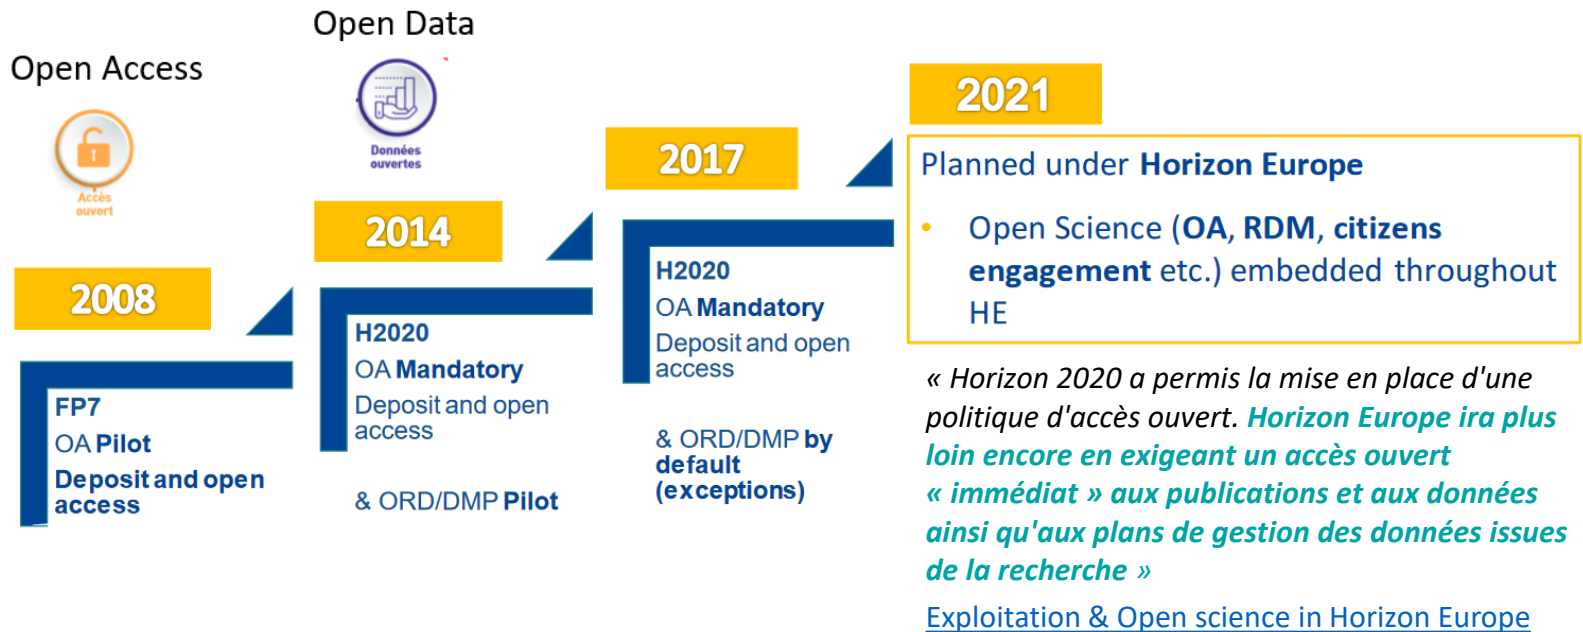 Open Access
Accès
ouvert
Open Data
Données
ouvertes
2008
FP7
OA Pilot
Deposit and open
access
2014
H2020
OA Mandatory
Deposit and open
access
& ORD/DMP Pilot
2017
H2020
OA Mandatory
Deposit and open
access
& ORD/DMP by
default
(exceptions)
2021
Planned under Horizon Europe
• Open Science (OA, RDM, citizens
engagement etc.) embedded throughout
HE
« Horizon 2020 a permis la mise en place d'une
politique d'accès ouvert. Horizon Europe ira plus
loin encore en exigeant un accès ouvert
« immédiat » aux publications et aux données
ainsi qu'aux plans de gestion des données issues
de la recherche »
Exploitation & Open science in Horizon Europe